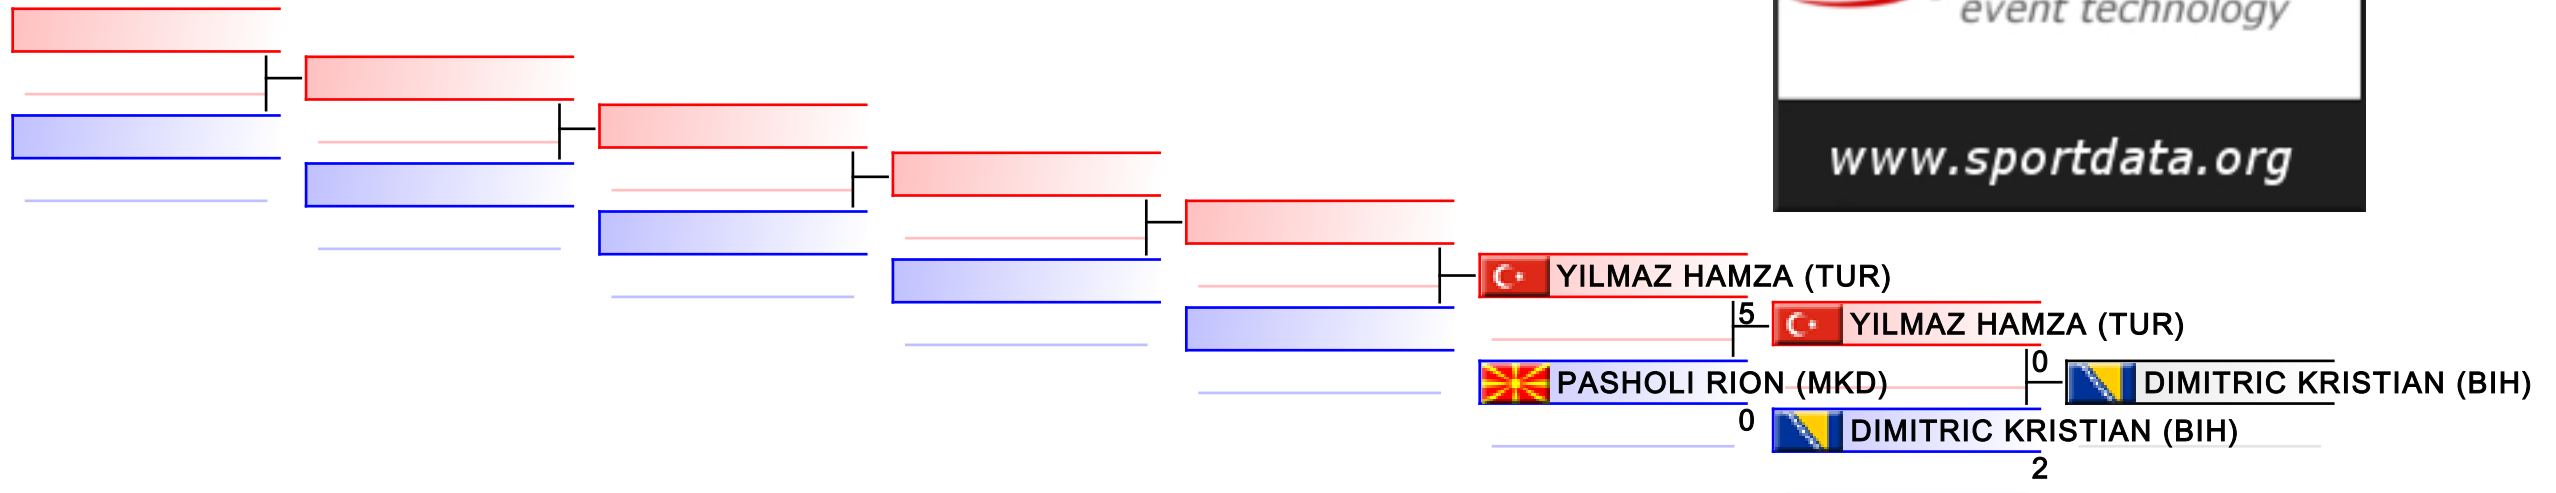 event technology
www.sportdata.org
YILMAZ HAMZA (TUR)
5
YILMAZ HAMZA (TUR)
0
PASHOLI RION (MKD)
DIMITRIC KRISTIAN (BIH)
0
DIMITRIC KRISTIAN (BIH)
2